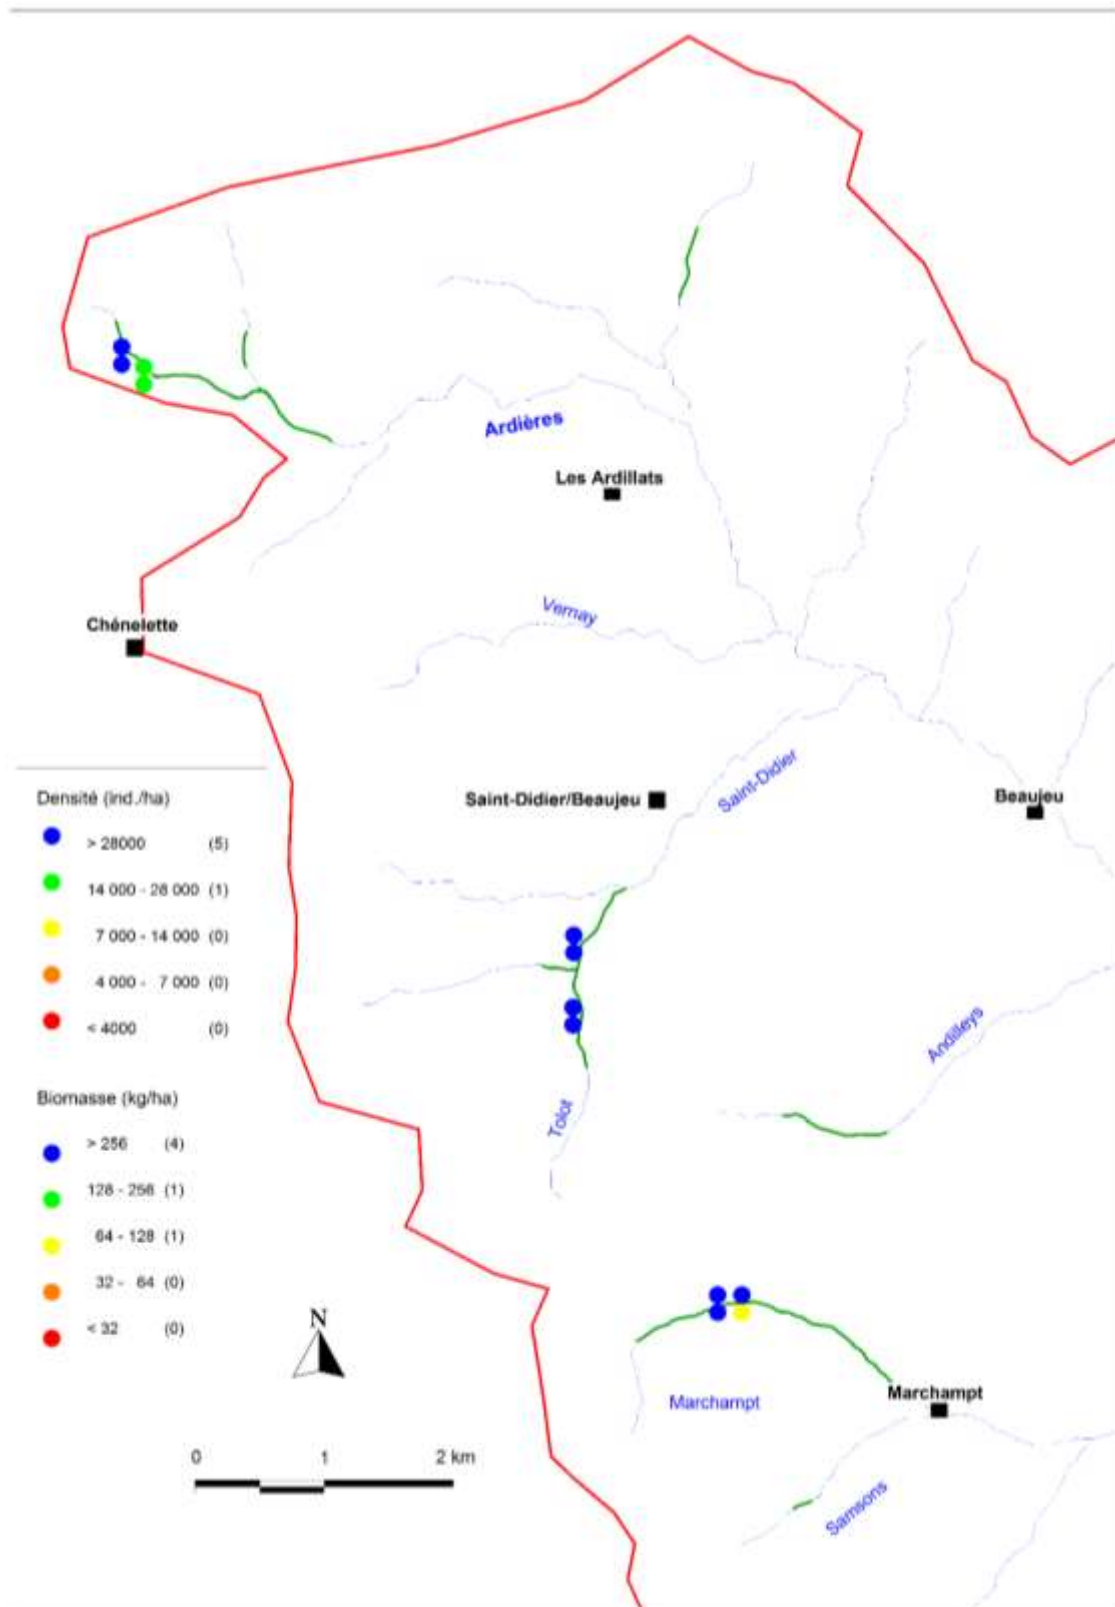 Ardières
Les Ardillats
Vernay
Chénelette
Saint-Didier
Saint-Didier/Beaujeu
Beaujeu
Densité (ind./ha)
> 28000 (5)
14 000 - 28 000 (1)
7 000 - 14 000 (0)
4 000 - 7 000 (0)
< 4000 (0)
Andilleys
Tolot
Biomasse (kg/ha)
> 256 (4)
128 - 256 (1)
64 - 128 (1)
32 - 64 (0)
< 32 (0)
N
Marchampt
Marchampt
0 1 2 km
Samsons